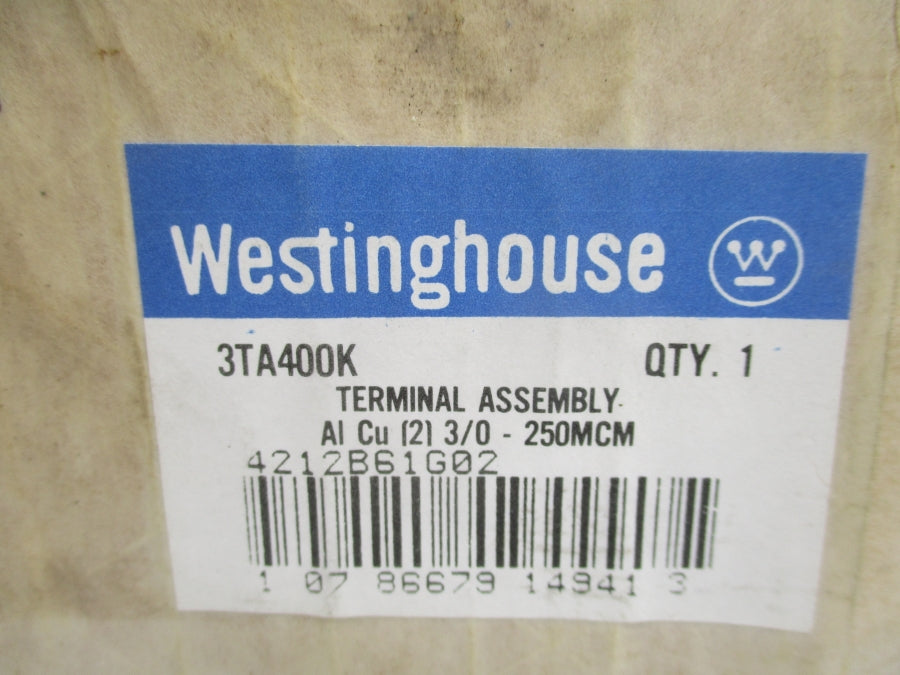 Westinghouse
3TA400K QTY. 1
TERMINAL ASSEMBLY
Al Cu (2) 3/0 - 250MCM
4212B61G02
1 07 86679 14941 3